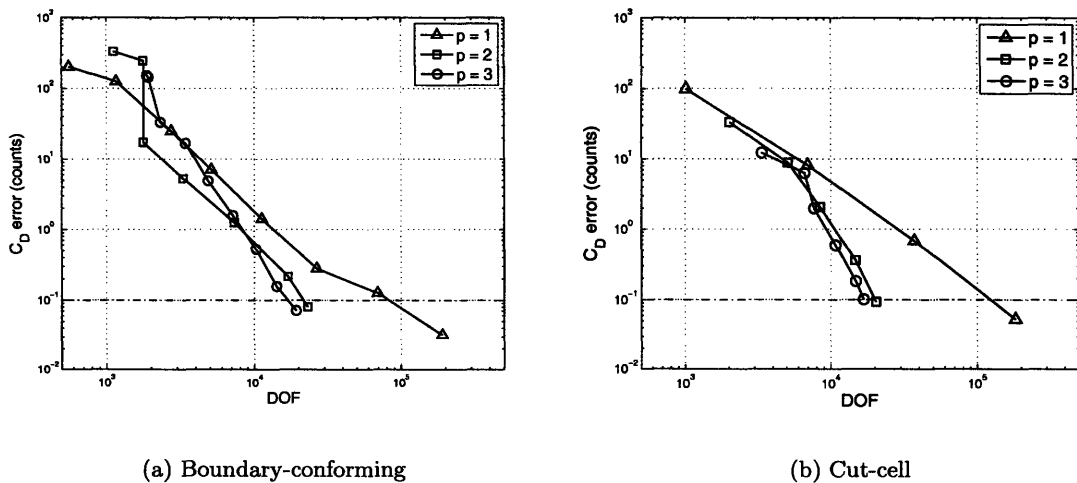 10³
10²
10¹
10⁰
10⁻¹
10⁻²
10³
10⁴
10⁵
C_D error (counts)
DOF
p = 1
p = 2
p = 3
(a) Boundary-conforming
10³
10²
10¹
10⁰
10⁻¹
10⁻²
10³
10⁴
10⁵
C_D error (counts)
DOF
p = 1
p = 2
p = 3
(b) Cut-cell